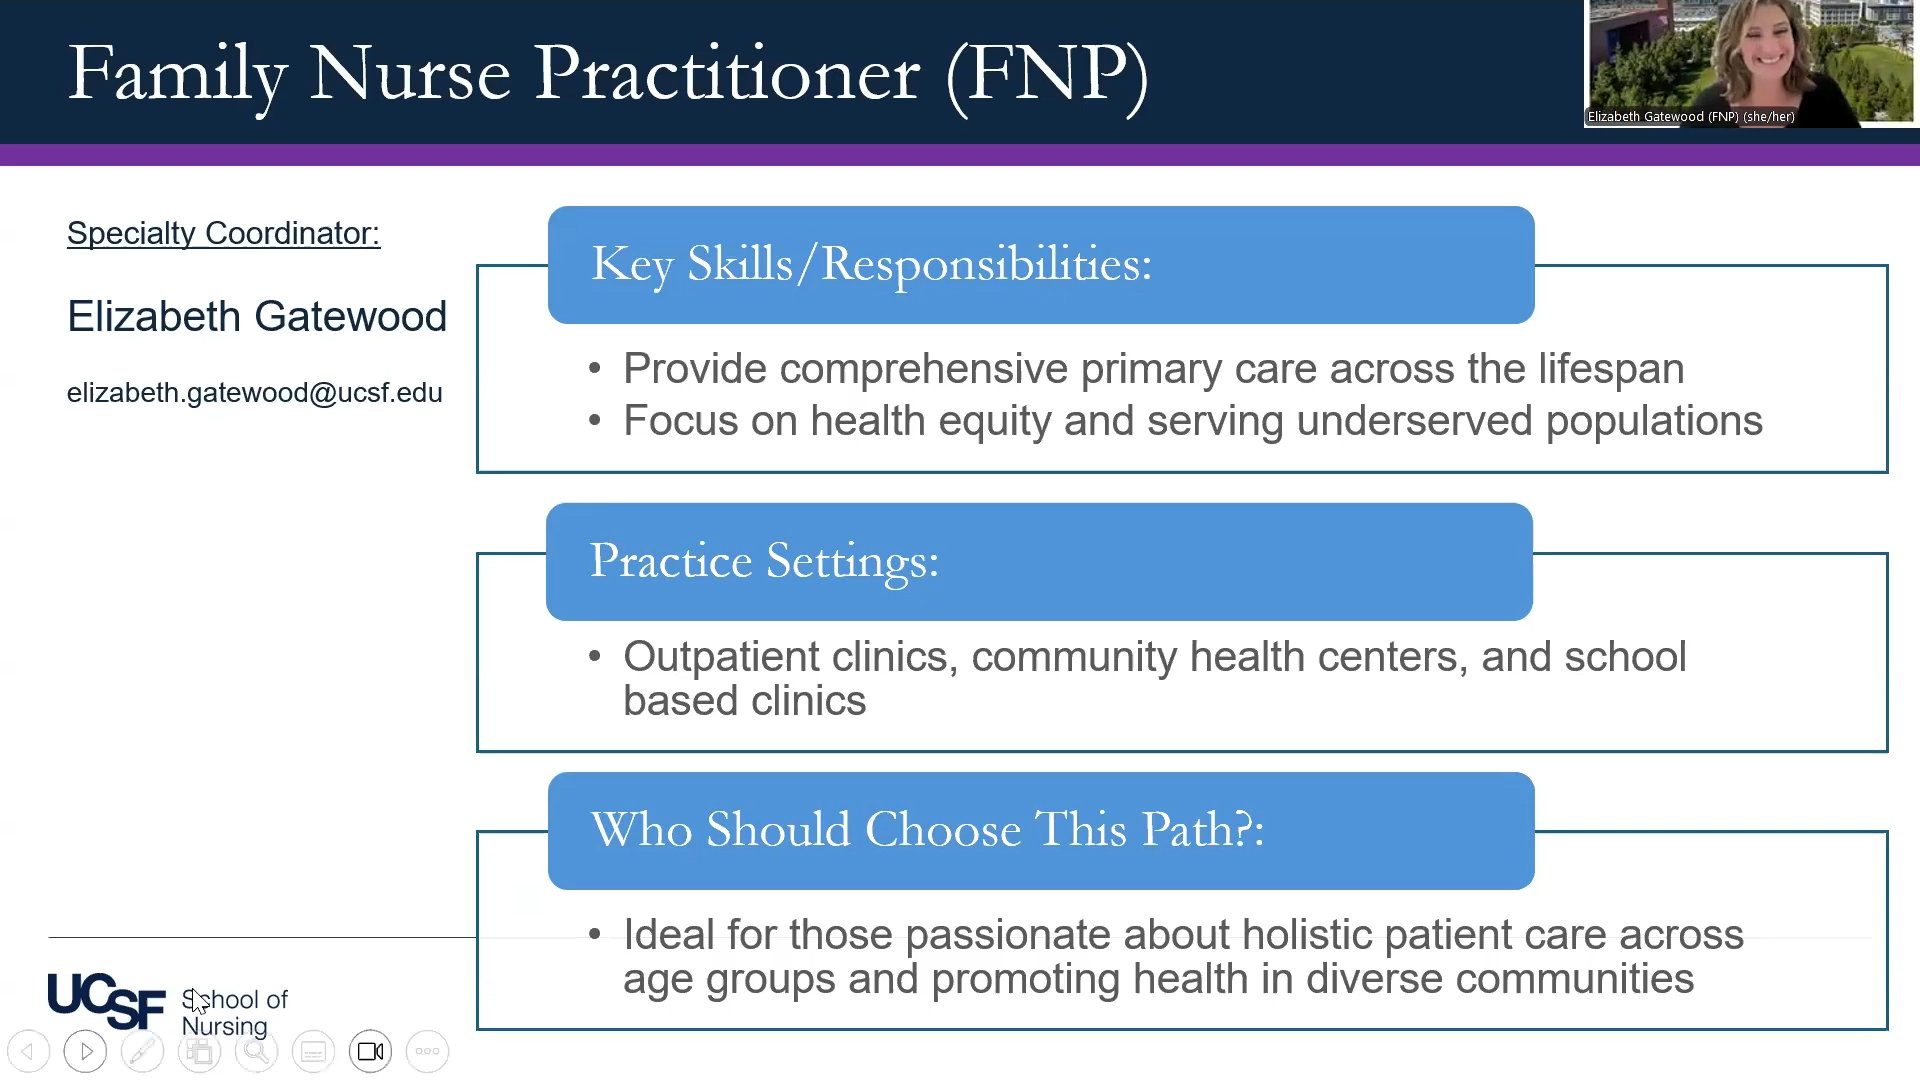 Family Nurse Practitioner (FNP)
Elizabeth Gatewood (FNP) (she/her)
Specialty Coordinator:
Elizabeth Gatewood
elizabeth.gatewood@ucsf.edu
Key Skills/Responsibilities:
• Provide comprehensive primary care across the lifespan
• Focus on health equity and serving underserved populations
Practice Settings:
• Outpatient clinics, community health centers, and school
based clinics
Who Should Choose This Path?:
• Ideal for those passionate about holistic patient care across
age groups and promoting health in diverse communities
UCSF
School of
Nursing